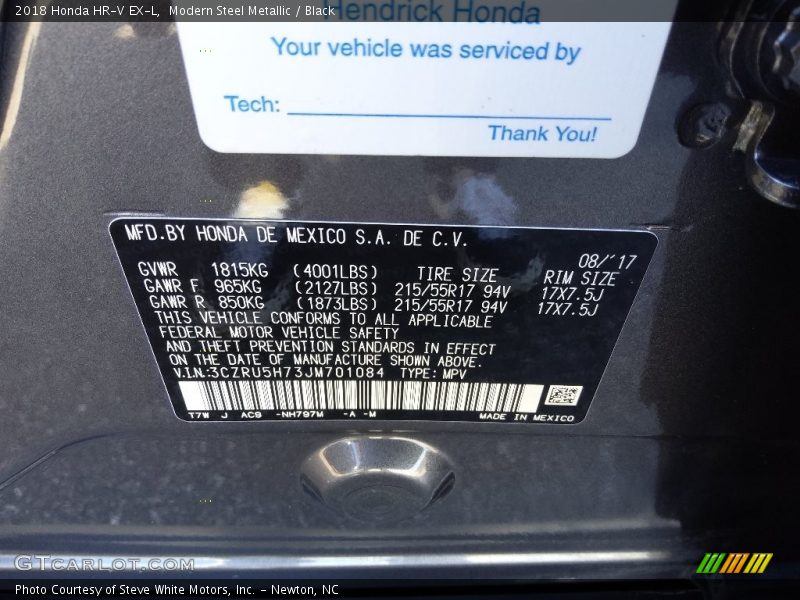 2018 Honda HR-V EX-L,  Modern Steel Metallic / Black
Hendrick Honda
Your vehicle was serviced by
Tech:
Thank You!
MFD.BY HONDA DE MEXICO S.A. DE C.V.
08/'17
GVWR 1815KG (4001LBS) TIRE SIZE RIM SIZE
GAWR F 965KG (2127LBS) 215/55R17 94V 17X7.5J
GAWR R 850KG (1873LBS) 215/55R17 94V 17X7.5J
THIS VEHICLE CONFORMS TO ALL APPLICABLE
FEDERAL MOTOR VEHICLE SAFETY
AND THEFT PREVENTION STANDARDS IN EFFECT
ON THE DATE OF MANUFACTURE SHOWN ABOVE.
V.I.N:3CZRU5H73JM701084 TYPE: MPV
T7W J AC9 -NH797M -A -M MADE IN MEXICO
GTCarLot.com
Photo Courtesy of Steve White Motors, Inc. – Newton, NC